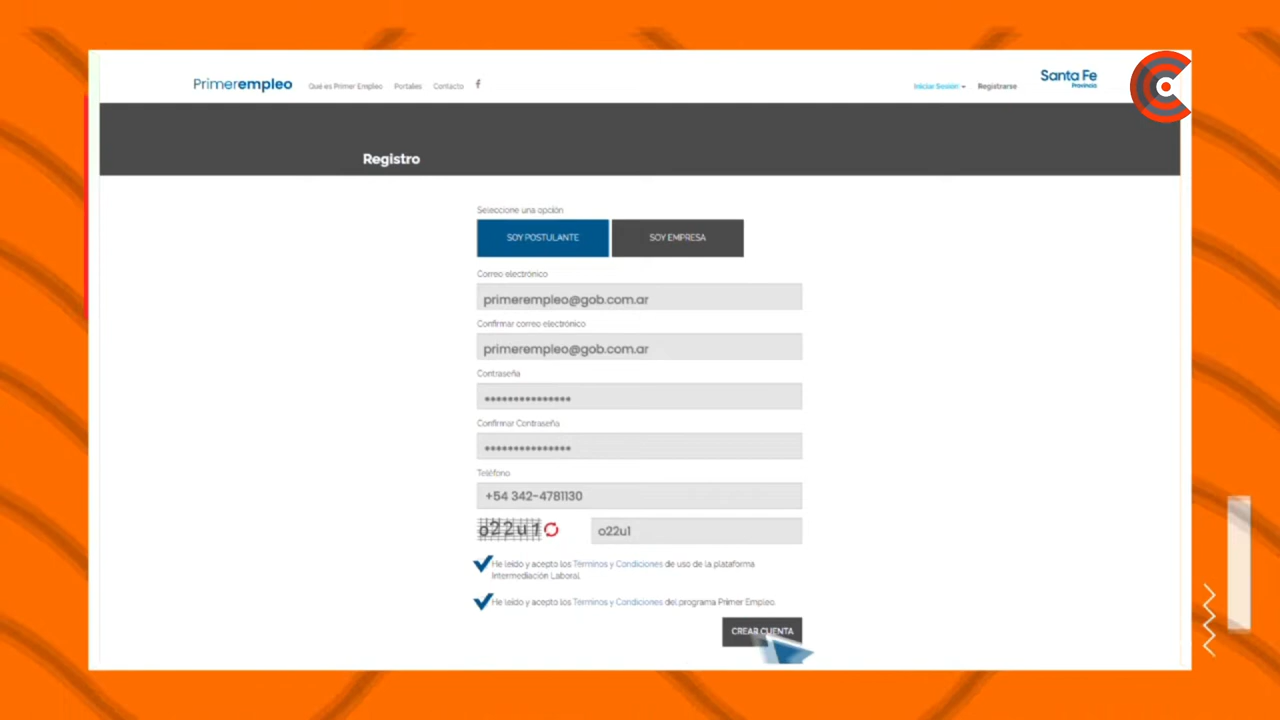 Primerempleo
Qué es Primer Empleo Portales Contacto f
Iniciar Sesión Registrarse
Santa Fe
Provincia
Registro
Seleccione una opción
SOY POSTULANTE SOY EMPRESA
Correo electrónico
primerempleo@gob.com.ar
Confirmar correo electrónico
primerempleo@gob.com.ar
Contraseña
***************
Confirmar Contraseña
***************
Teléfono
+54 342-4781130
o22u1 o22u1
He leído y acepto los Términos y Condiciones de uso de la plataforma
Intermediación Laboral.
He leído y acepto los Términos y Condiciones del programa Primer Empleo.
CREAR CUENTA